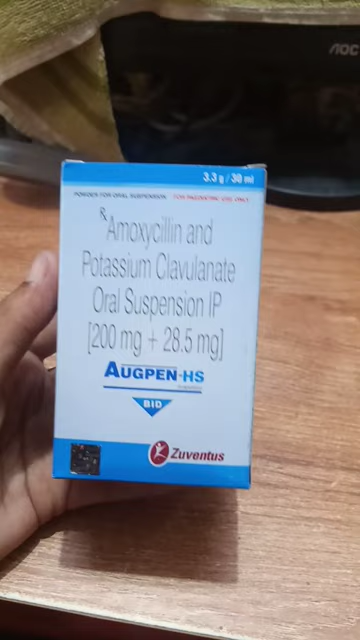 AOC
3.3 g / 30 ml
POWDER FOR ORAL SUSPENSION FOR PAEDIATRIC USE ONLY
Rx Amoxycillin and
Potassium Clavulanate
Oral Suspension IP
[200 mg + 28.5 mg]
AUGPEN-HS
BID
Zuventus